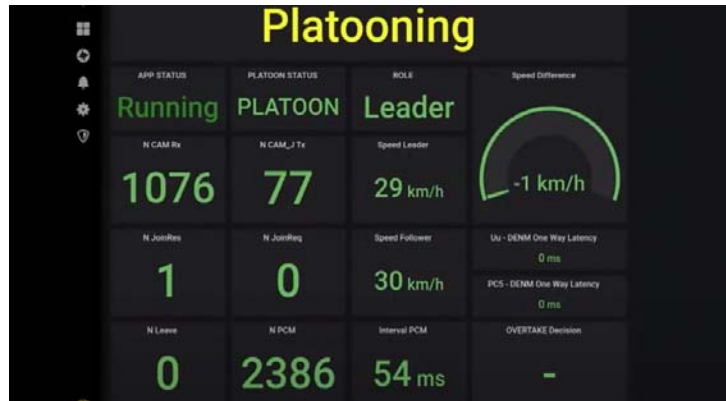 Platooning
APP STATUS
Running
PLATOON STATUS
PLATOON
ROLE
Leader
Speed Difference
-1 km/h
N CAM Rx
1076
N CAM_J Tx
77
Speed Leader
29 km/h
N JoinRes
1
N JoinReq
0
Speed Follower
30 km/h
Uu - DENM One Way Latency
0 ms
PC5 - DENM One Way Latency
0 ms
N Leave
0
N PCM
2386
Interval PCM
54 ms
OVERTAKE Decision
-